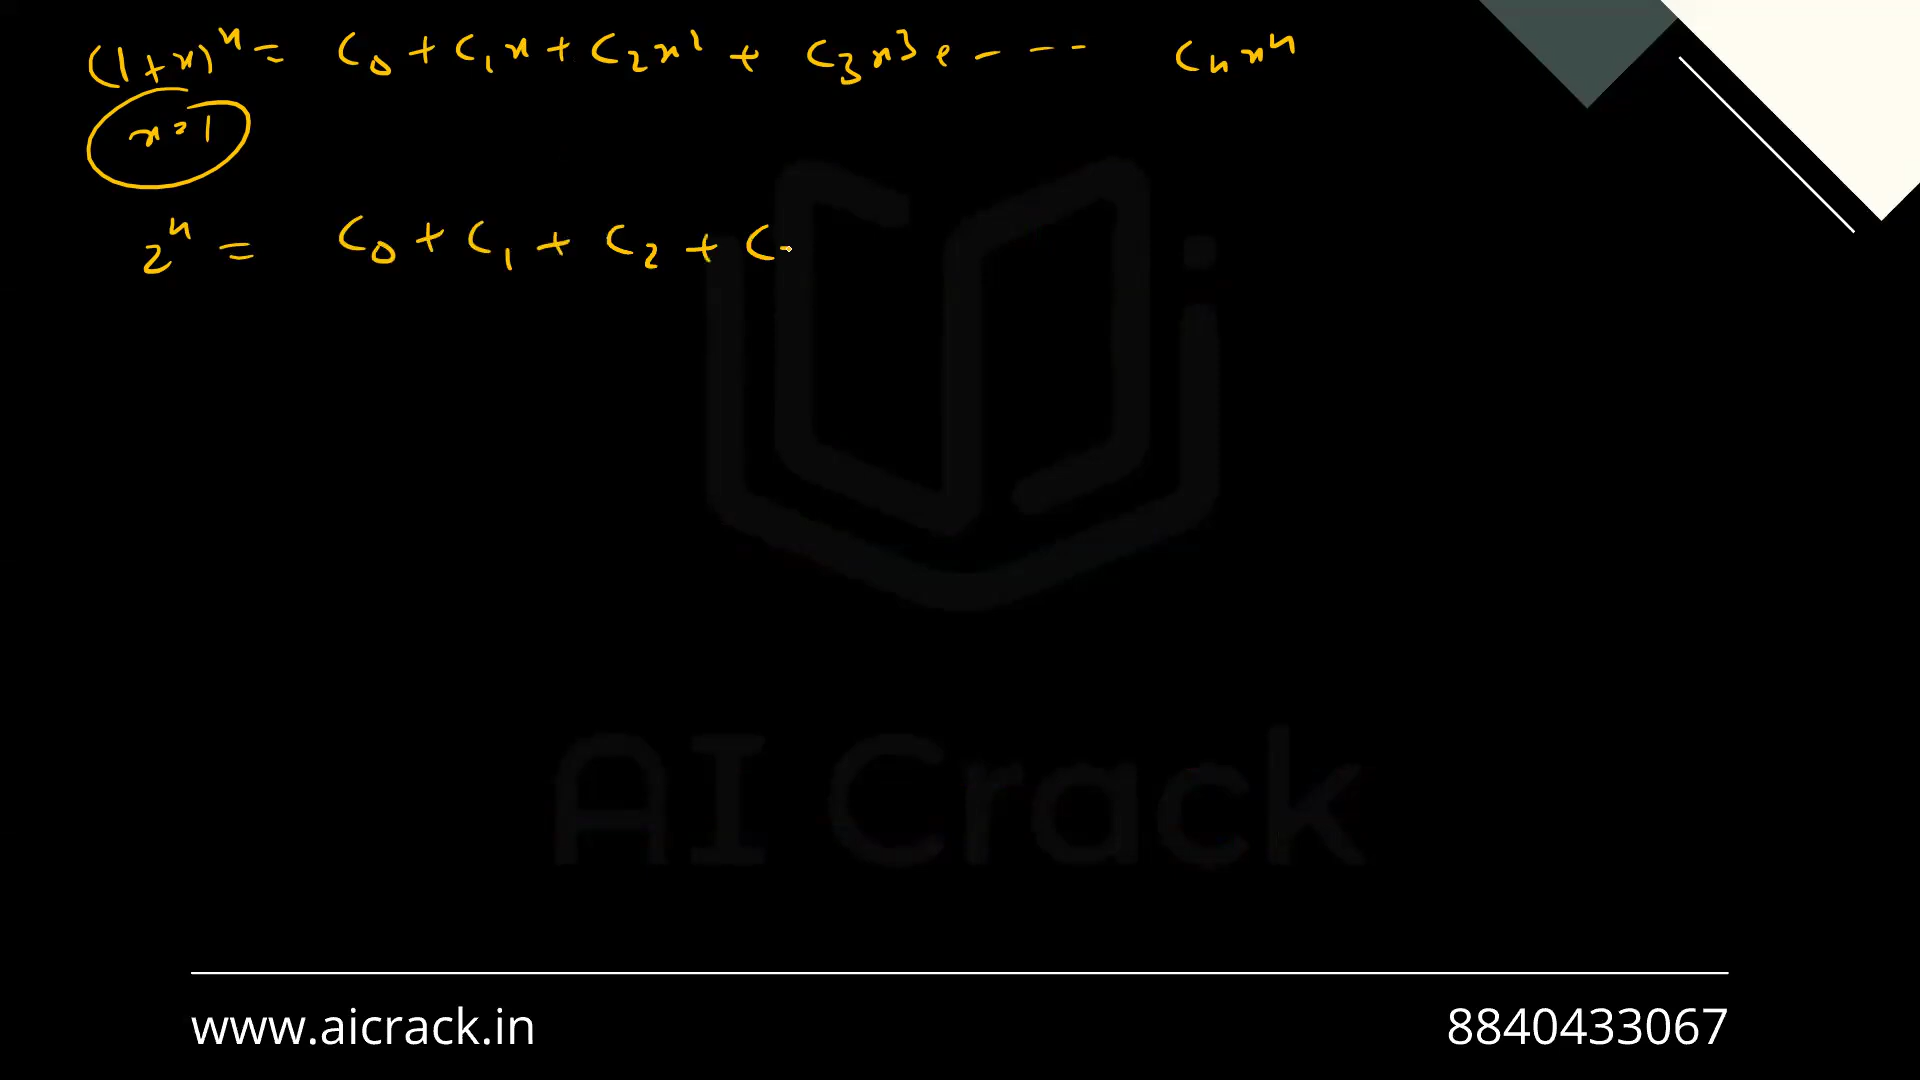 (1+x)ⁿ = C₀ + C₁x + C₂x² + C₃x³ + - - - - Cₙxⁿ
x=1
2ⁿ = C₀ + C₁ + C₂ + C
AI Crack
www.aicrack.in
8840433067